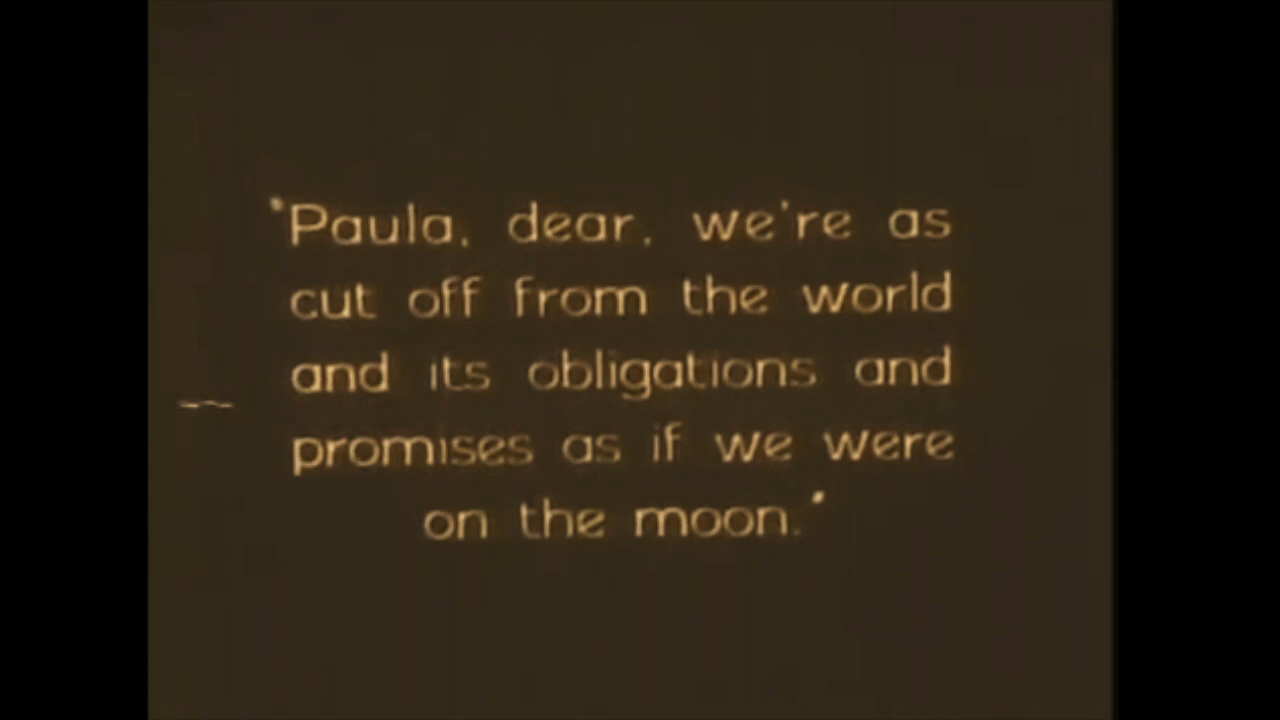 "Paula, dear, we're as
cut off from the world
and its obligations and
promises as if we were
on the moon."